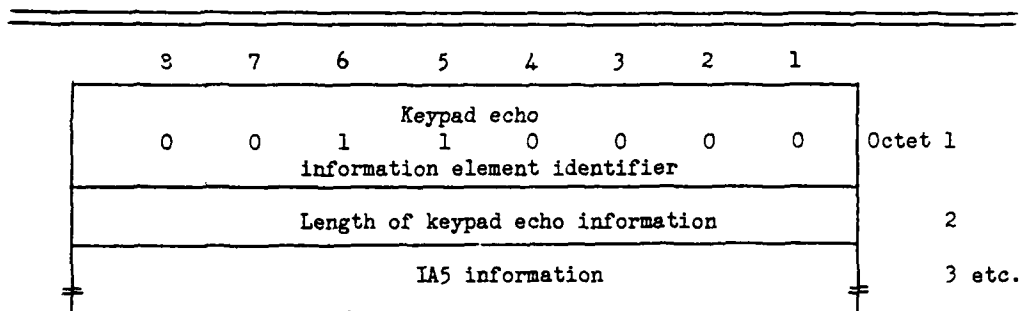 8 7 6 5 4 3 2 1
Keypad echo
0 0 1 1 0 0 0 0 Octet 1
information element identifier
Length of keypad echo information 2
IA5 information 3 etc.